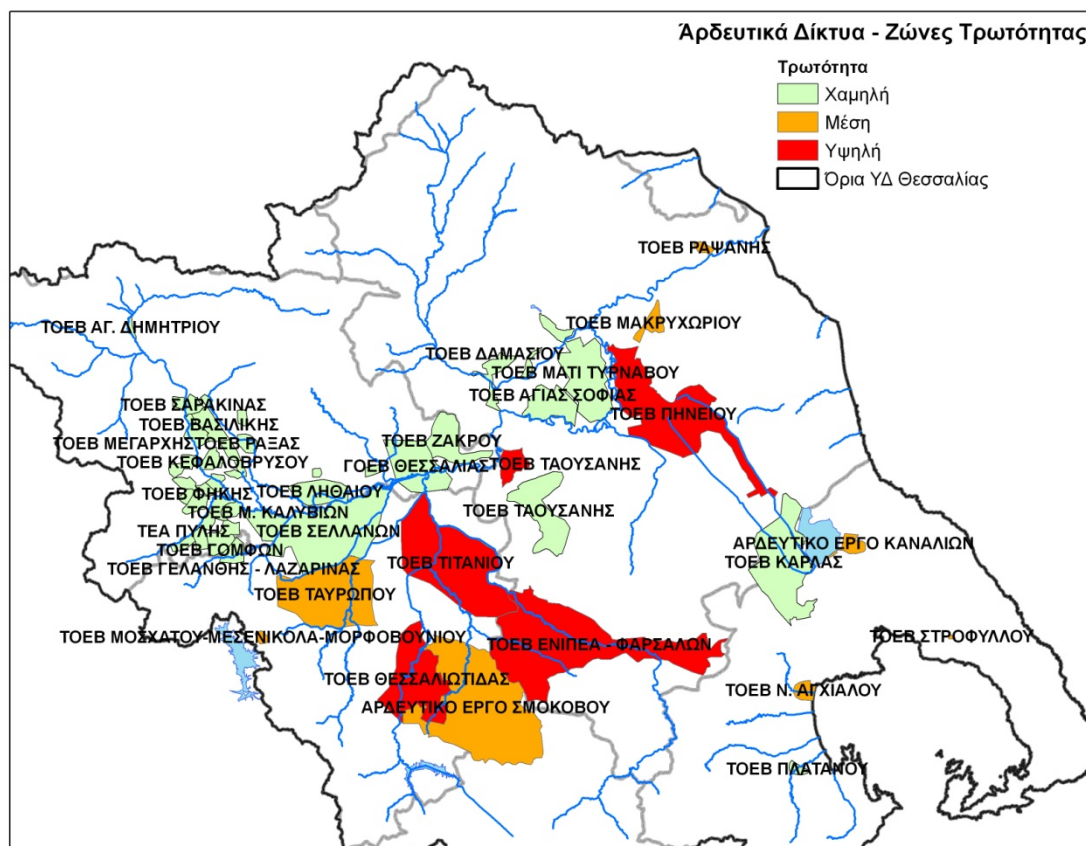 Άρδευτικά Δίκτυα - Ζώνες Τρωτότητας
Τρωτότητα
Χαμηλή
Μέση
Υψηλή
Όρια ΥΔ Θεσσαλίας
ΤΟΕΒ ΡΑΨΑΝΗΣ
ΤΟΕΒ ΑΓ. ΔΗΜΗΤΡΙΟΥ
ΤΟΕΒ ΜΑΚΡΥΧΩΡΙΟΥ
ΤΟΕΒ ΔΑΜΑΣΙΟΥ
ΤΟΕΒ ΜΑΤΙ ΤΥΡΝΑΒΟΥ
ΤΟΕΒ ΑΓΙΑΣ ΣΟΦΙΑΣ
ΤΟΕΒ ΣΑΡΑΚΙΝΑΣ
ΤΟΕΒ ΠΗΝΕΙΟΥ
ΤΟΕΒ ΒΑΣΙΛΙΚΗΣ
ΤΟΕΒ ΜΕΓΑΡΧΗΣ ΤΟΕΒ ΡΑΞΑΣ
ΤΟΕΒ ΖΑΚΡΟΥ
ΤΟΕΒ ΚΕΦΑΛΟΒΡΥΣΟΥ
ΓΟΕΒ ΘΕΣΣΑΛΙΑΣ
ΤΟΕΒ ΤΑΟΥΣΑΝΗΣ
ΤΟΕΒ ΦΗΚΗΣ
ΤΟΕΒ ΛΗΘΑΙΟΥ
ΤΟΕΒ Μ. ΚΑΛΥΒΙΩΝ
ΤΟΕΒ ΤΑΟΥΣΑΝΗΣ
ΤΕΑ ΠΥΛΗΣ
ΤΟΕΒ ΣΕΛΛΑΝΩΝ
ΑΡΔΕΥΤΙΚΟ ΕΡΓΟ ΚΑΝΑΛΙΩΝ
ΤΟΕΒ ΓΟΜΦΩΝ
ΤΟΕΒ ΤΙΤΑΝΙΟΥ
ΤΟΕΒ ΚΑΡΛΑΣ
ΤΟΕΒ ΓΕΛΑΝΘΗΣ - ΛΑΖΑΡΙΝΑΣ
ΤΟΕΒ ΤΑΥΡΩΠΟΥ
ΤΟΕΒ ΜΟΣΧΑΤΟΥ-ΜΕΣΕΝΙΚΟΛΑ-ΜΟΡΦΟΒΟΥΝΙΟΥ
ΤΟΕΒ ΣΤΡΟΦΥΛΛΟΥ
ΤΟΕΒ ΕΝΙΠΕΑ - ΦΑΡΣΑΛΩΝ
ΤΟΕΒ ΘΕΣΣΑΛΙΩΤΙΔΑΣ
ΤΟΕΒ Ν. ΑΓΧΙΑΛΟΥ
ΑΡΔΕΥΤΙΚΟ ΕΡΓΟ ΣΜΟΚΟΒΟΥ
ΤΟΕΒ ΠΛΑΤΑΝΟΥ